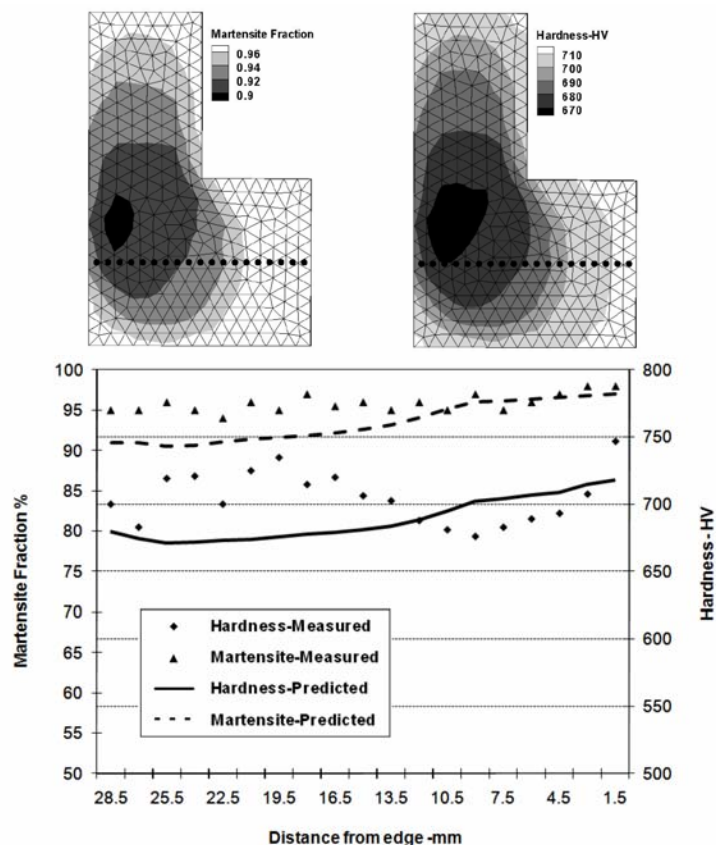 Martensite Fraction
0.96
0.94
0.92
0.9
Hardness-HV
710
700
690
680
670
100
95
90
85
80
75
70
65
60
55
50
Martensite Fraction %
800
750
700
650
600
550
500
Hardness - HV
Hardness-Measured
Martensite-Measured
Hardness-Predicted
Martensite-Predicted
28.5 25.5 22.5 19.5 16.5 13.5 10.5 7.5 4.5 1.5
Distance from edge -mm